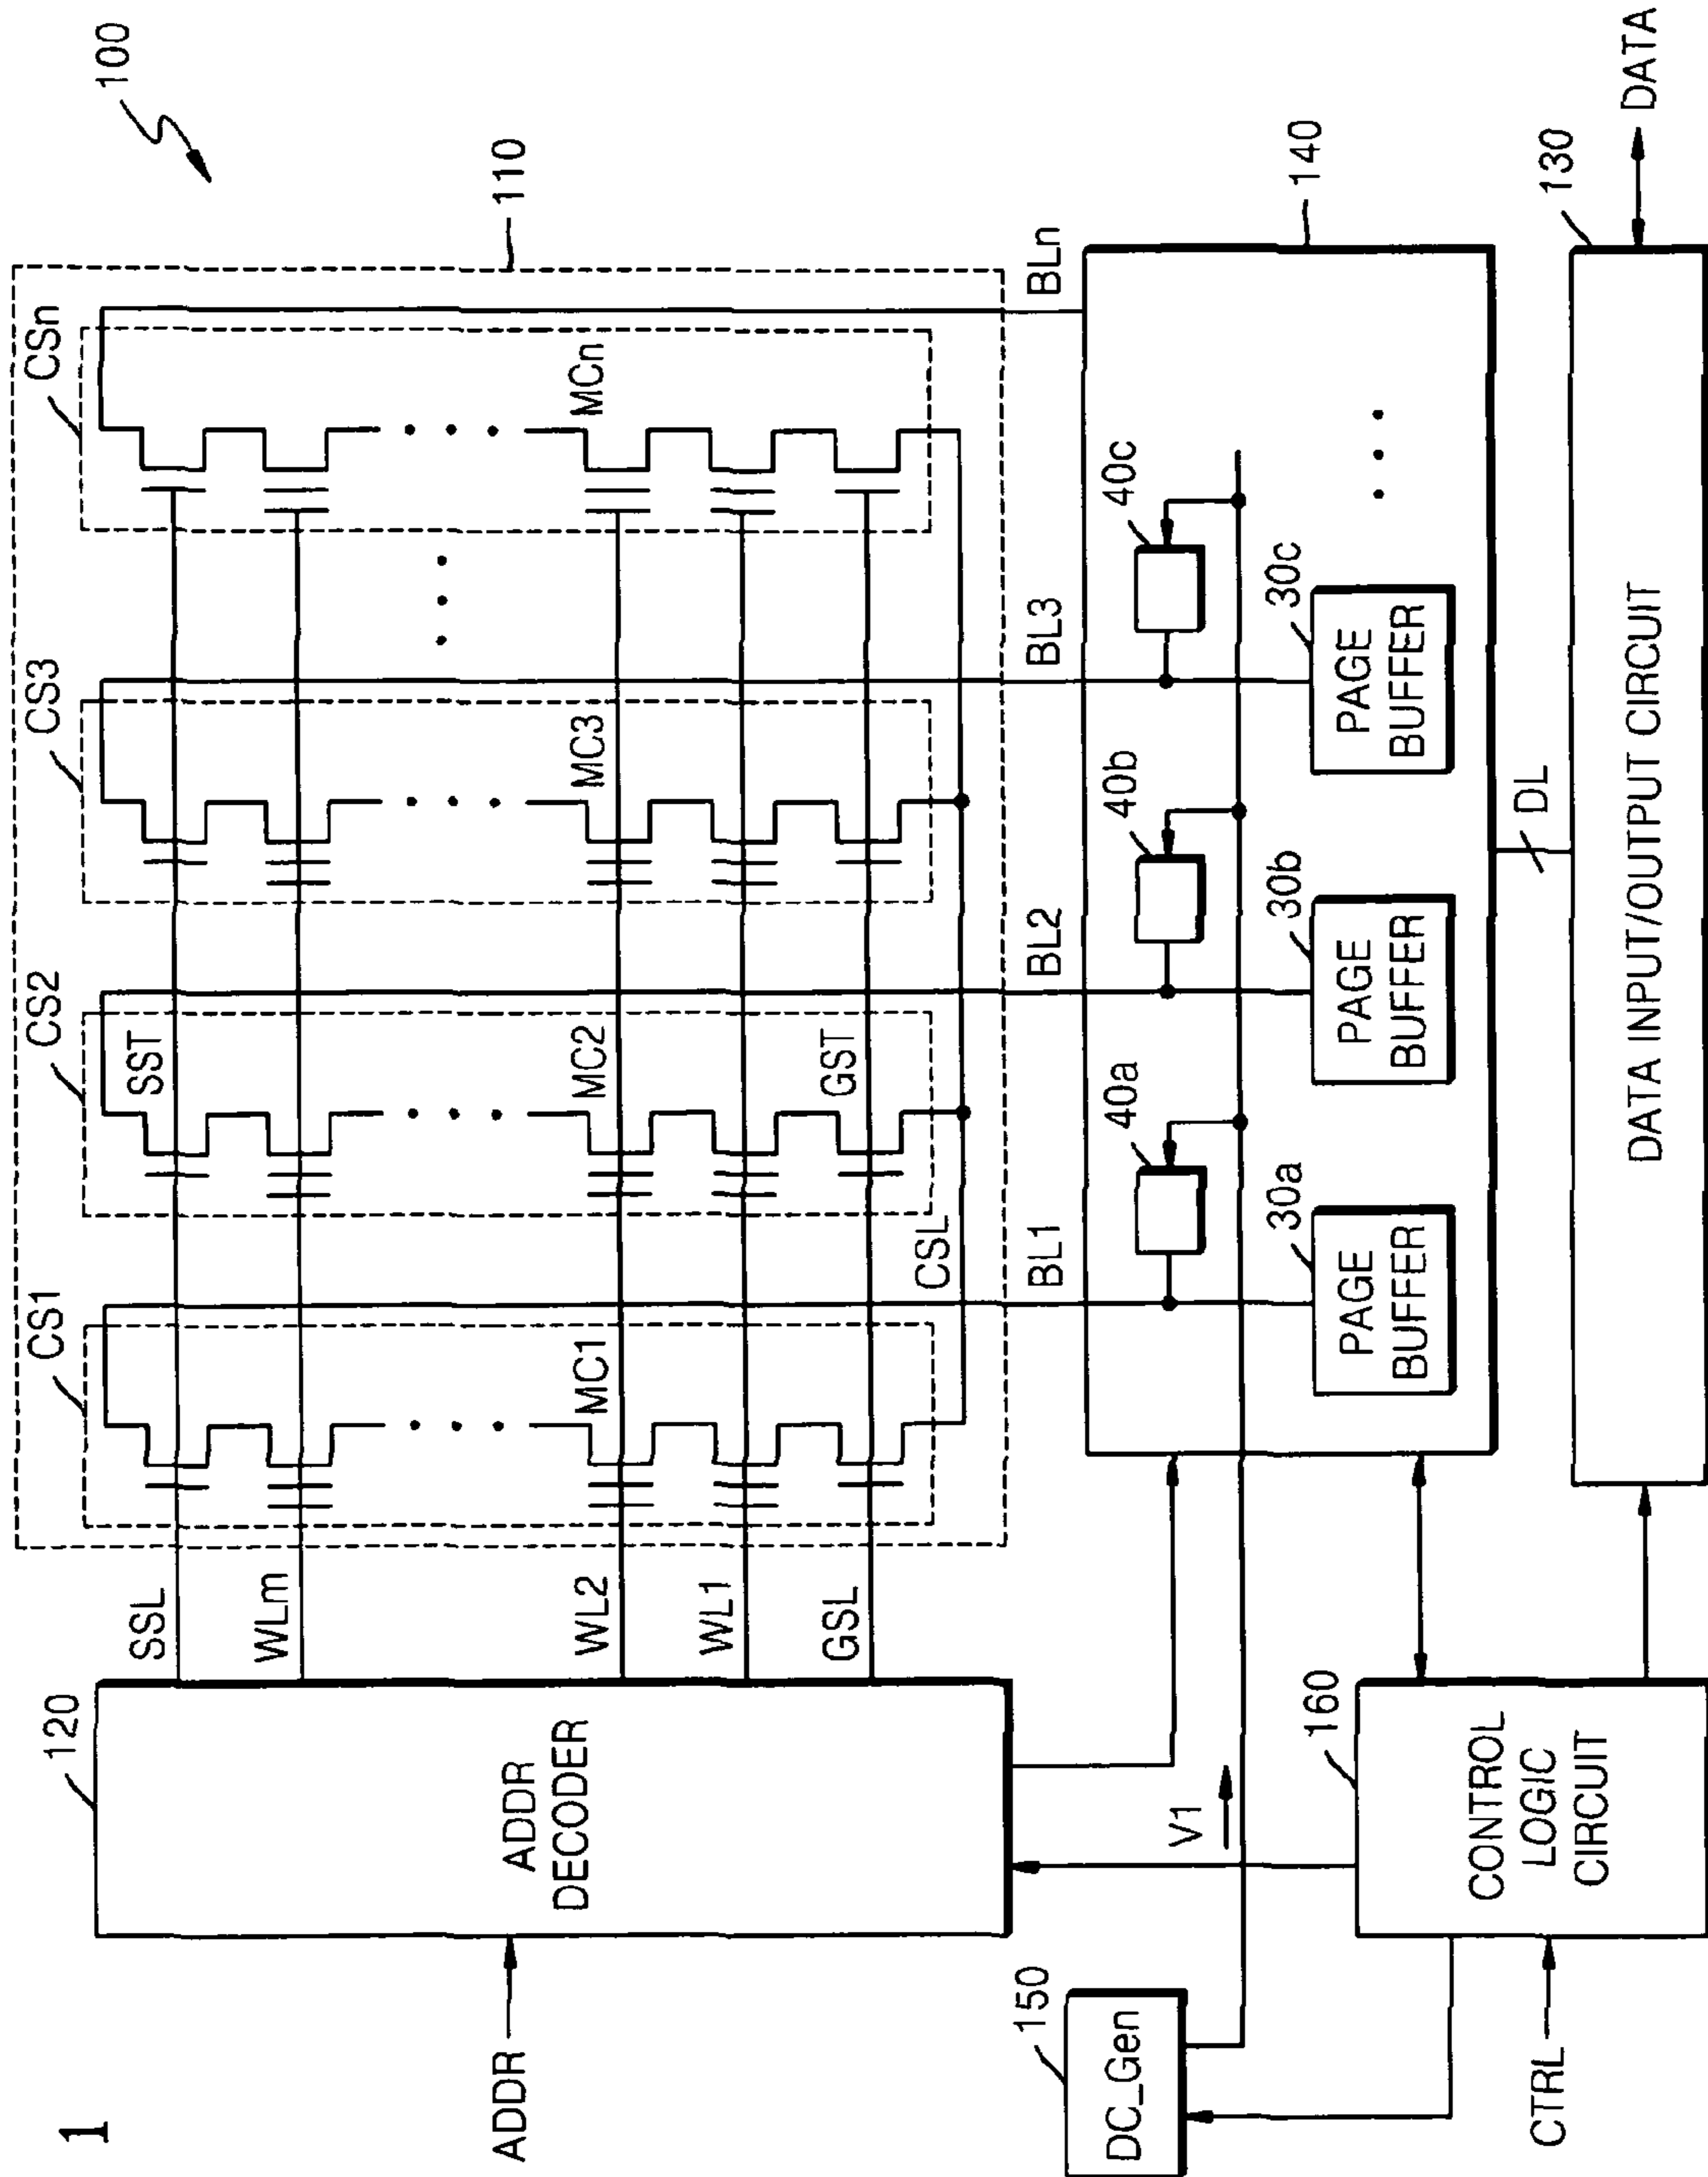 1
100
110
CS1
CS2
CS3
CSn
120
ADDR
DECODER
ADDR
SSL
WLm
WL2
WL1
GSL
SST
MC1
MC2
MC3
MCn
GST
CSL
BL1
BL2
BL3
BLn
140
40a
40b
40c
30a
30b
30c
PAGE
BUFFER
PAGE
BUFFER
PAGE
BUFFER
V1
150
DC_Gen
160
CONTROL
LOGIC
CIRCUIT
CTRL
DL
130
DATA INPUT/OUTPUT CIRCUIT
DATA